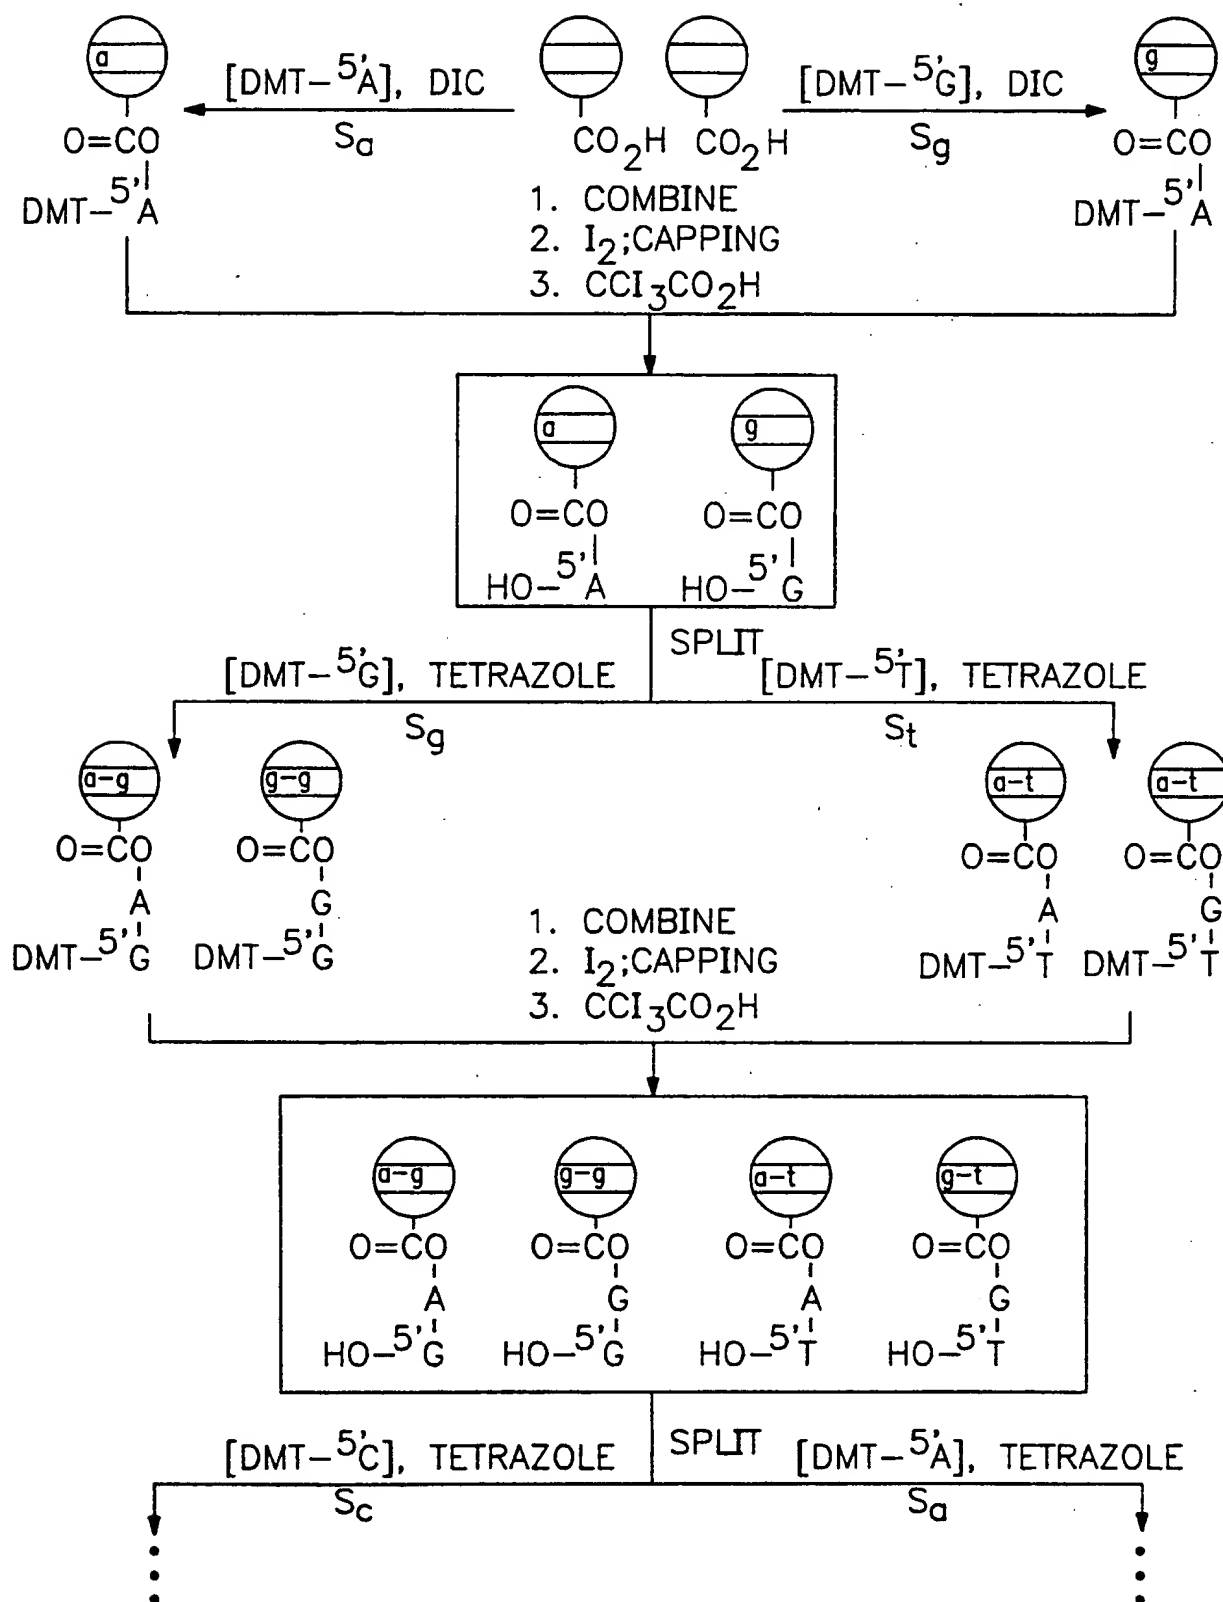 a
g
[DMT-5'A], DIC
[DMT-5'G], DIC
Sa
Sg
O=CO
CO2H
CO2H
O=CO
DMT-5'A
DMT-5'A
1. COMBINE
2. I2;CAPPING
3. CCI3CO2H
a
g
O=CO
O=CO
HO-5'A
HO-5'G
SPLIT
[DMT-5'G], TETRAZOLE
[DMT-5'T], TETRAZOLE
Sg
St
a-g
g-g
a-t
a-t
O=CO
O=CO
O=CO
O=CO
A
G
A
G
DMT-5'G
DMT-5'G
DMT-5'T
DMT-5'T
1. COMBINE
2. I2;CAPPING
3. CCI3CO2H
a-g
g-g
a-t
g-t
O=CO
O=CO
O=CO
O=CO
A
G
A
G
HO-5'G
HO-5'G
HO-5'T
HO-5'T
SPLIT
[DMT-5'C], TETRAZOLE
[DMT-5'A], TETRAZOLE
Sc
Sa